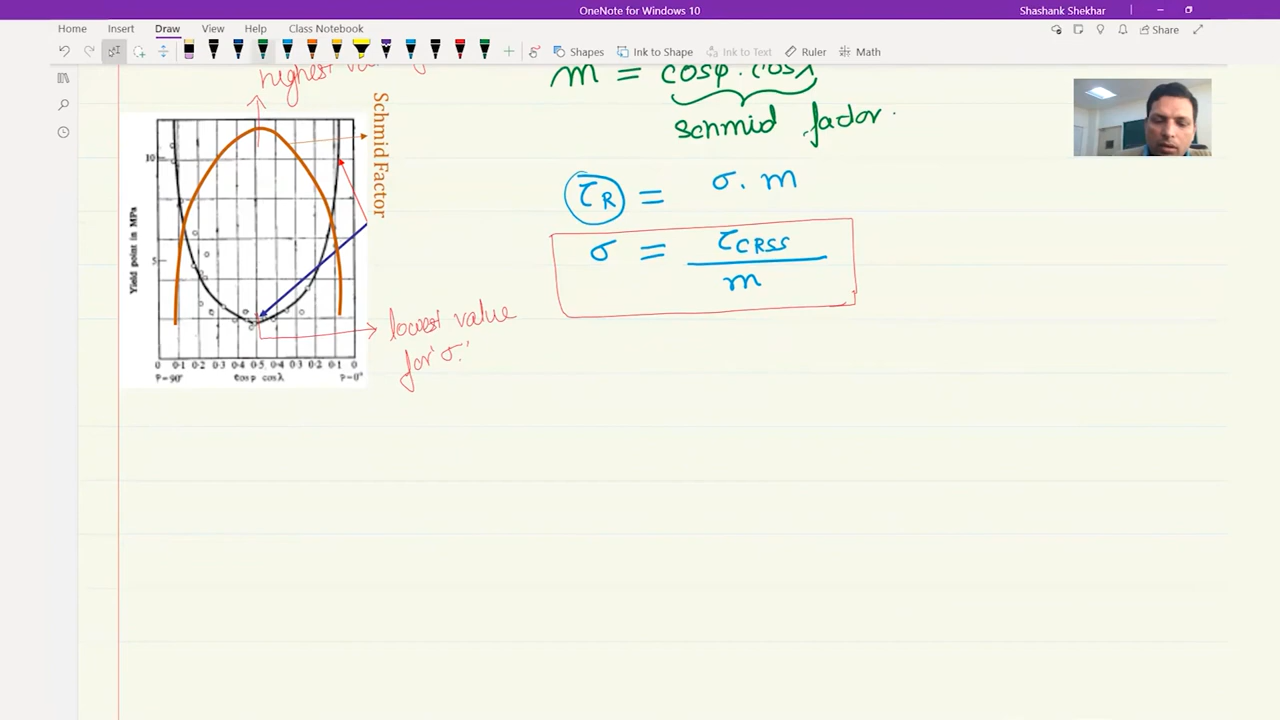 OneNote for Windows 10
Shashank Shekhar
Home Insert Draw View Help Class Notebook
Share
Shapes Ink to Shape Ink to Text Ruler Math
highest
m = cosφ . cosλ
schmid factor.
τR = σ. m
σ = τCRSS
m
Schmid Factor
Yield point in MPa
10
5
lowest value
for 'σ.'
0 0·1 0·2 0·3 0·4 0·5 0·4 0·3 0·2 0·1 0
φ=90° cosφ cosλ φ=0°